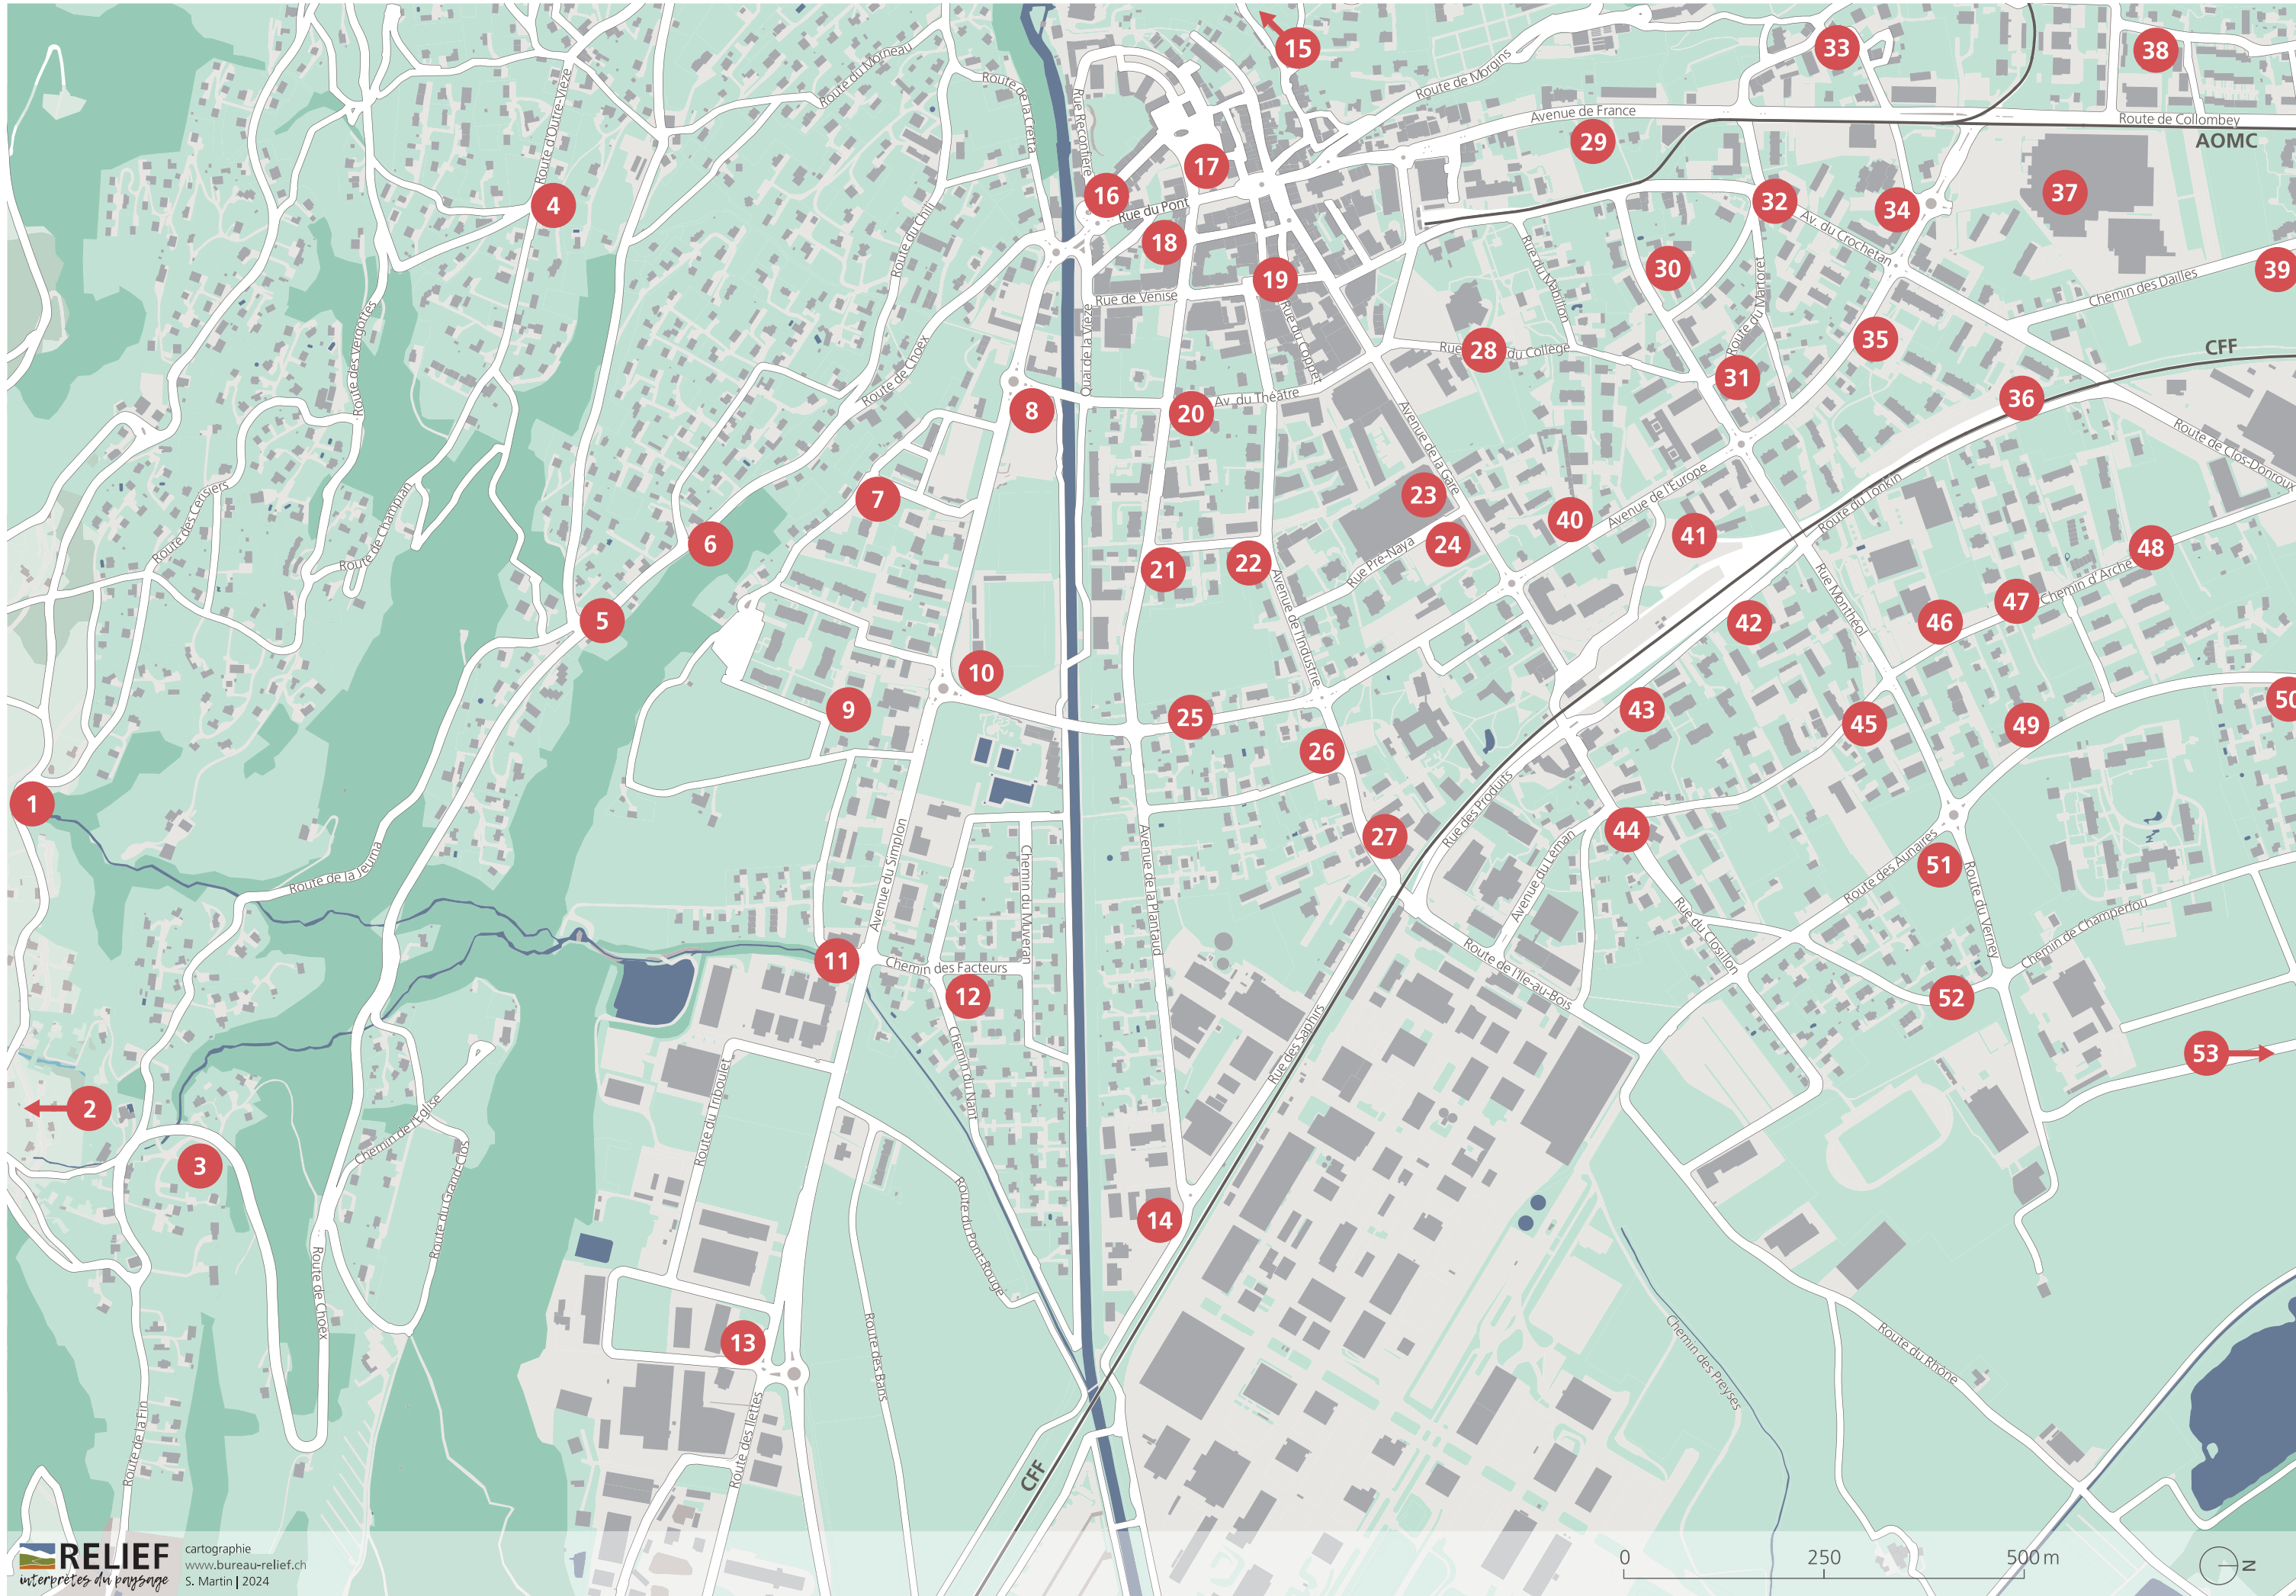 15
33
38
Route du Morneau
Route de la Cretta
Rue Reconfière
Route de Morgins
Avenue de France
Route de Collombey
AOMC
Route d'Outre-Vièze
4
16
17
Rue du Pont
18
29
32
34
37
Av. du Crochetan
Route du Chili
Rue de Venise
19
Rue du Coppet
Rue du Mabillon
30
Route du Martoret
Chemin des Dailles
39
Route des Vergottes
Route de Choëx
Quai de la Vièze
Rue du Collège
28
31
35
CFF
36
8
20
Av. du Théâtre
Avenue de la Gare
Route de Clos-Donroux
Route des Cerisiers
Route de Champian
7
6
23
24
Rue Pré-Naya
40
Avenue de l'Europe
41
Route du Tonkin
48
21
22
Avenue de l'Industrie
5
Rue Monthéol
Chemin d'Arche
47
46
42
10
9
25
26
43
45
49
50
1
Route de la Jeurna
Avenue du Simplon
Chemin du Muveran
Avenue de la Plantaud
27
Rue des Produits
Avenue du Léman
44
51
Route des Aunaires
Route du Verney
Chemin de Champerfou
Rue du Closillon
11
Chemin des Facteurs
12
Route de l'Ile-au-Bois
52
53
Chemin du Nant
Rue des Saphirs
2
3
Chemin de l'Eglise
Route du Grand-Clos
Route du Triboulet
Route du Pont-Rouge
14
Route de Choëx
13
Route des Bans
Chemin des Preyses
Route du Rhône
Route de la Fin
Route des Ilettes
CFF
RELIEF
interprètes du paysage
cartographie
www.bureau-relief.ch
S. Martin | 2024
0 250 500 m
N